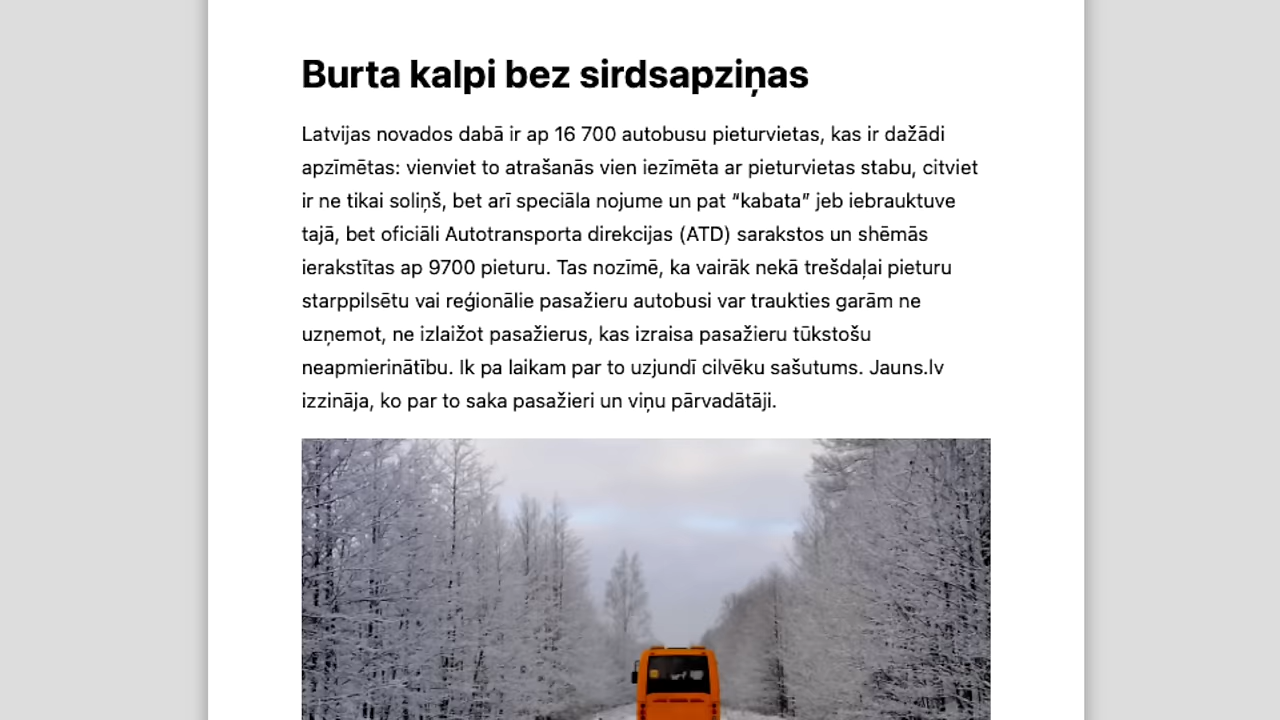 Burta kalpi bez sirdsapziņas
Latvijas novados dabā ir ap 16 700 autobusu pieturvietas, kas ir dažādi
apzīmētas: vienviet to atrašanās vien iezīmēta ar pieturvietas stabu, citviet
ir ne tikai soliņš, bet arī speciāla nojume un pat “kabata” jeb iebrauktuve
tajā, bet oficiāli Autotransporta direkcijas (ATD) sarakstos un shēmās
ierakstītas ap 9700 pieturu. Tas nozīmē, ka vairāk nekā trešdaļai pieturu
starppilsētu vai reģionālie pasažieru autobusi var traukties garām ne
uzņemot, ne izlaižot pasažierus, kas izraisa pasažieru tūkstošu
neapmierinātību. Ik pa laikam par to uzjundī cilvēku sašutums. Jauns.lv
izzināja, ko par to saka pasažieri un viņu pārvadātāji.